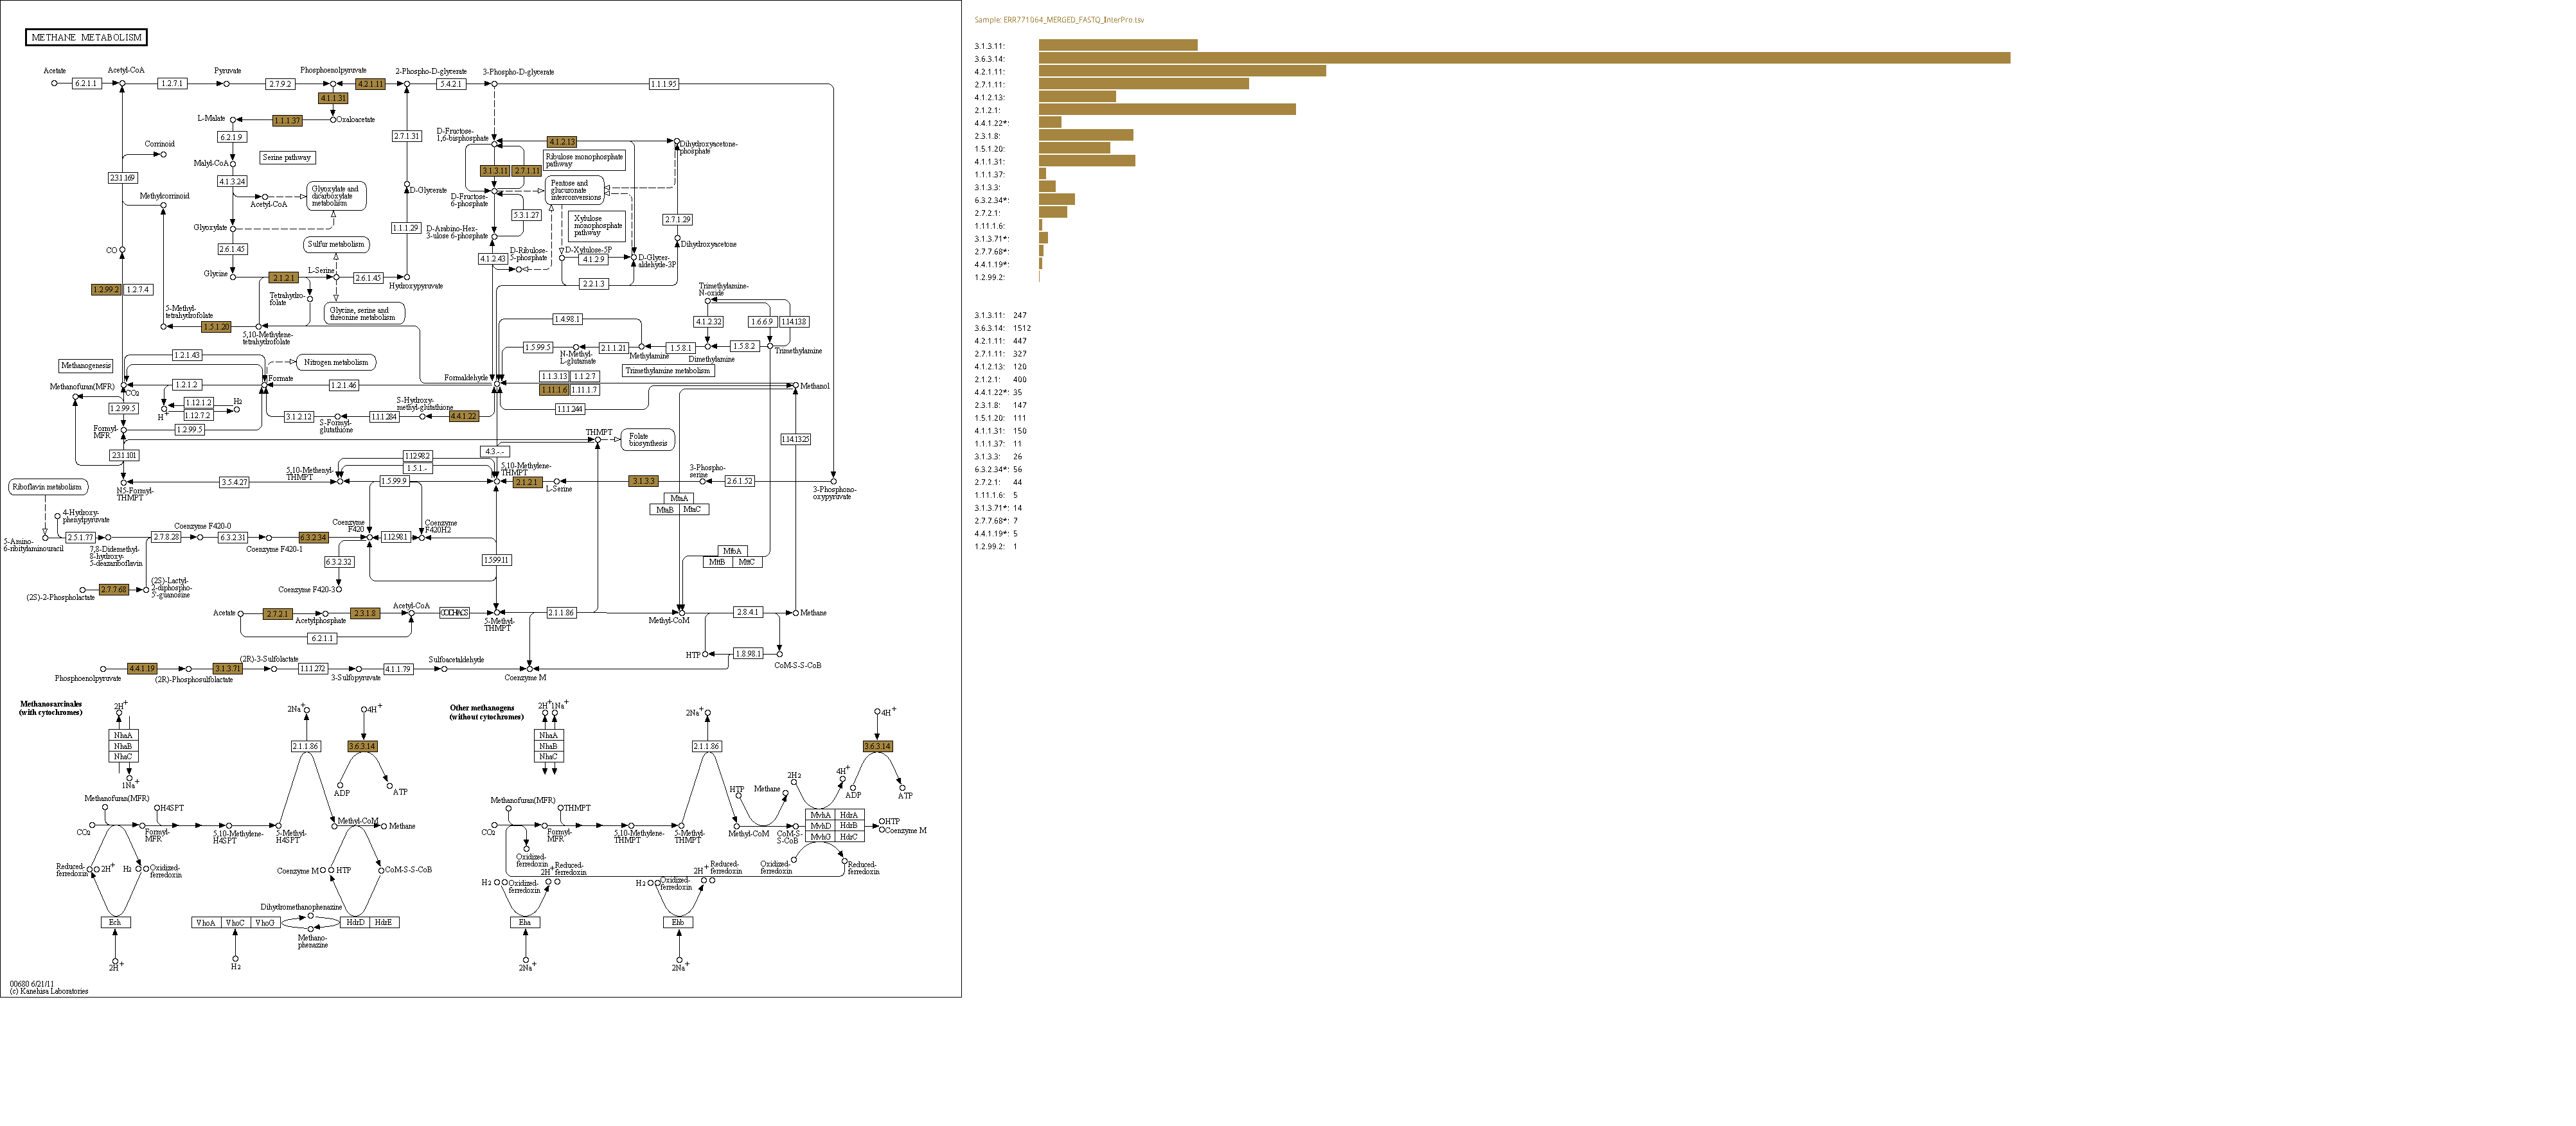 METHANE METABOLISM
Acetate
6.2.1.1
Acetyl-CoA
1.2.7.1
Pyruvate
2.7.9.2
Phosphoenolpyruvate
4.2.1.11
2-Phospho-D-glycerate
5.4.2.1
3-Phospho-D-glycerate
1.1.1.95
4.1.1.31
L-Malate
1.1.1.37
Oxaloacetate
6.2.1.9
Serine pathway
Malyl-CoA
4.1.3.24
Acetyl-CoA
Glyoxylate and
dicarboxylate
metabolism
Glyoxylate
2.6.1.45
Sulfur metabolism
Glycine
2.1.2.1
L-Serine
2.6.1.45
Hydroxypyruvate
Tetrahydro-
folate
Glycine, serine and
threonine metabolism
2.7.1.31
D-Glycerate
1.1.1.29
Corrinoid
2.3.1.169
Methylcorrinoid
CO
1.2.99.2
1.2.7.4
5-Methyl-
tetrahydrofolate
1.5.1.20
5,10-Methylene-
tetrahydrofolate
D-Fructose-
1,6-bisphosphate
4.1.2.13
Dihydroxyacetone-
phosphate
Ribulose monophosphate
pathway
3.1.3.11
2.7.1.11
Pentose and
glucuronate
interconversions
D-Fructose-
6-phosphate
5.3.1.27
Xylulose
monophosphate
pathway
2.7.1.29
D-Arabino-Hex-
3-ulose 6-phosphate
D-Ribulose-
5-phosphate
D-Xylulose-5P
Dihydroxyacetone
4.1.2.43
4.1.2.9
D-Glycer-
aldehyde-3P
2.2.1.3
Trimethylamine-
N-oxide
1.4.98.1
4.1.2.32
1.6.6.9
1.14.13.8
1.5.99.5
N-Methyl-
L-glutamate
2.1.1.21
Methylamine
1.5.8.1
Dimethylamine
1.5.8.2
Trimethylamine
Trimethylamine metabolism
1.2.1.43
Nitrogen metabolism
Methanogenesis
Methanofuran(MFR)
CO2
1.2.1.2
Formate
1.2.1.46
Formaldehyde
1.1.3.13
1.1.2.7
1.11.1.6
1.11.1.7
Methanol
1.1.1.244
1.2.99.5
1.12.1.2
H2
H+
1.12.7.2
3.1.2.12
S-Formyl-
glutathione
1.1.1.284
S-Hydroxy-
methyl-glutathione
4.4.1.22
Formyl-
MFR
1.2.99.5
THMPT
Folate
biosynthesis
1.14.13.25
2.3.1.101
4.3.-.-
1.12.98.2
1.5.1.-
5,10-Methenyl-
THMPT
5,10-Methylene-
THMPT
3-Phospho-
serine
Riboflavin metabolism
N5-Formyl-
THMPT
3.5.4.27
1.5.99.9
2.1.2.1
L-Serine
3.1.3.3
2.6.1.52
3-Phosphono-
oxypyruvate
MtaA
MtaB
MtaC
4-Hydroxy-
phenylpyruvate
5-Amino-
6-ribitylaminouracil
2.5.1.77
7,8-Didemethyl-
8-hydroxy-
5-deazariboflavin
2.7.8.28
Coenzyme F420-0
6.3.2.31
Coenzyme F420-1
6.3.2.34
Coenzyme
F420
1.12.98.1
Coenzyme
F420H2
6.3.2.32
Coenzyme F420-3
1.5.99.11
MtbA
MttB
MttC
(2S)-2-Phospholactate
2.7.7.68
(2S)-Lactyl-
2-diphospho-
5'-guanosine
Acetate
2.7.2.1
Acetylphosphate
2.3.1.8
Acetyl-CoA
6.2.1.1
5-Methyl-
THMPT
2.1.1.86
Methyl-CoM
2.8.4.1
Methane
HTP
1.8.98.1
CoM-S-S-CoB
Phosphoenolpyruvate
4.4.1.19
(2R)-Phosphosulfolactate
3.1.3.71
(2R)-3-Sulfolactate
1.1.1.272
3-Sulfopyruvate
4.1.1.79
Sulfoacetaldehyde
Coenzyme M
Methanosarcinales
(with cytochromes)
2H+
NhaA
NhaB
NhaC
1Na+
2Na+
2.1.1.86
4H+
3.6.3.14
ADP
ATP
Methanofuran(MFR)
H4SPT
CO2
Formyl-
MFR
5,10-Methylene-
H4SPT
5-Methyl-
H4SPT
Methyl-CoM
Methane
Reduced-
ferredoxin
2H+
H2
Oxidized-
ferredoxin
Coenzyme M
HTP
CoM-S-S-CoB
Ech
2H+
VhoA
VhoC
VhoG
H2
Dihydromethanophenazine
Methano-
phenazine
HdrD
HdrE
Other methanogens
(without cytochromes)
2H+
1Na+
NhaA
NhaB
NhaC
2Na+
2.1.1.86
4H+
3.6.3.14
ADP
ATP
Methanofuran(MFR)
THMPT
CO2
Formyl-
MFR
5,10-Methylene-
THMPT
5-Methyl-
THMPT
HTP
Methane
2H2
4H+
Methyl-CoM
CoM-S-
S-CoB
MvhA
HdrA
MvhD
HdrB
MvhG
HdrC
HTP
Coenzyme M
Oxidized-
ferredoxin
H2
Oxidized-
ferredoxin
2H+
Reduced-
ferredoxin
Eha
2Na+
H2
Oxidized-
ferredoxin
2H+
Reduced-
ferredoxin
Ehb
2Na+
Oxidized-
ferredoxin
Reduced-
ferredoxin
00680 6/21/11
(c) Kanehisa Laboratories
Sample: ERR771064_MERGED_FASTQ_InterPro.tsv
3.1.3.11:
3.6.3.14:
4.2.1.11:
2.7.1.11:
4.1.2.13:
2.1.2.1:
4.4.1.22*:
2.3.1.8:
1.5.1.20:
4.1.1.31:
1.1.1.37:
3.1.3.3:
6.3.2.34*:
2.7.2.1:
1.11.1.6:
3.1.3.71*:
2.7.7.68*:
4.4.1.19*:
1.2.99.2:
3.1.3.11: 247
3.6.3.14: 1512
4.2.1.11: 447
2.7.1.11: 327
4.1.2.13: 120
2.1.2.1: 400
4.4.1.22*: 35
2.3.1.8: 147
1.5.1.20: 111
4.1.1.31: 150
1.1.1.37: 11
3.1.3.3: 26
6.3.2.34*: 56
2.7.2.1: 44
1.11.1.6: 5
3.1.3.71*: 14
2.7.7.68*: 7
4.4.1.19*: 5
1.2.99.2: 1